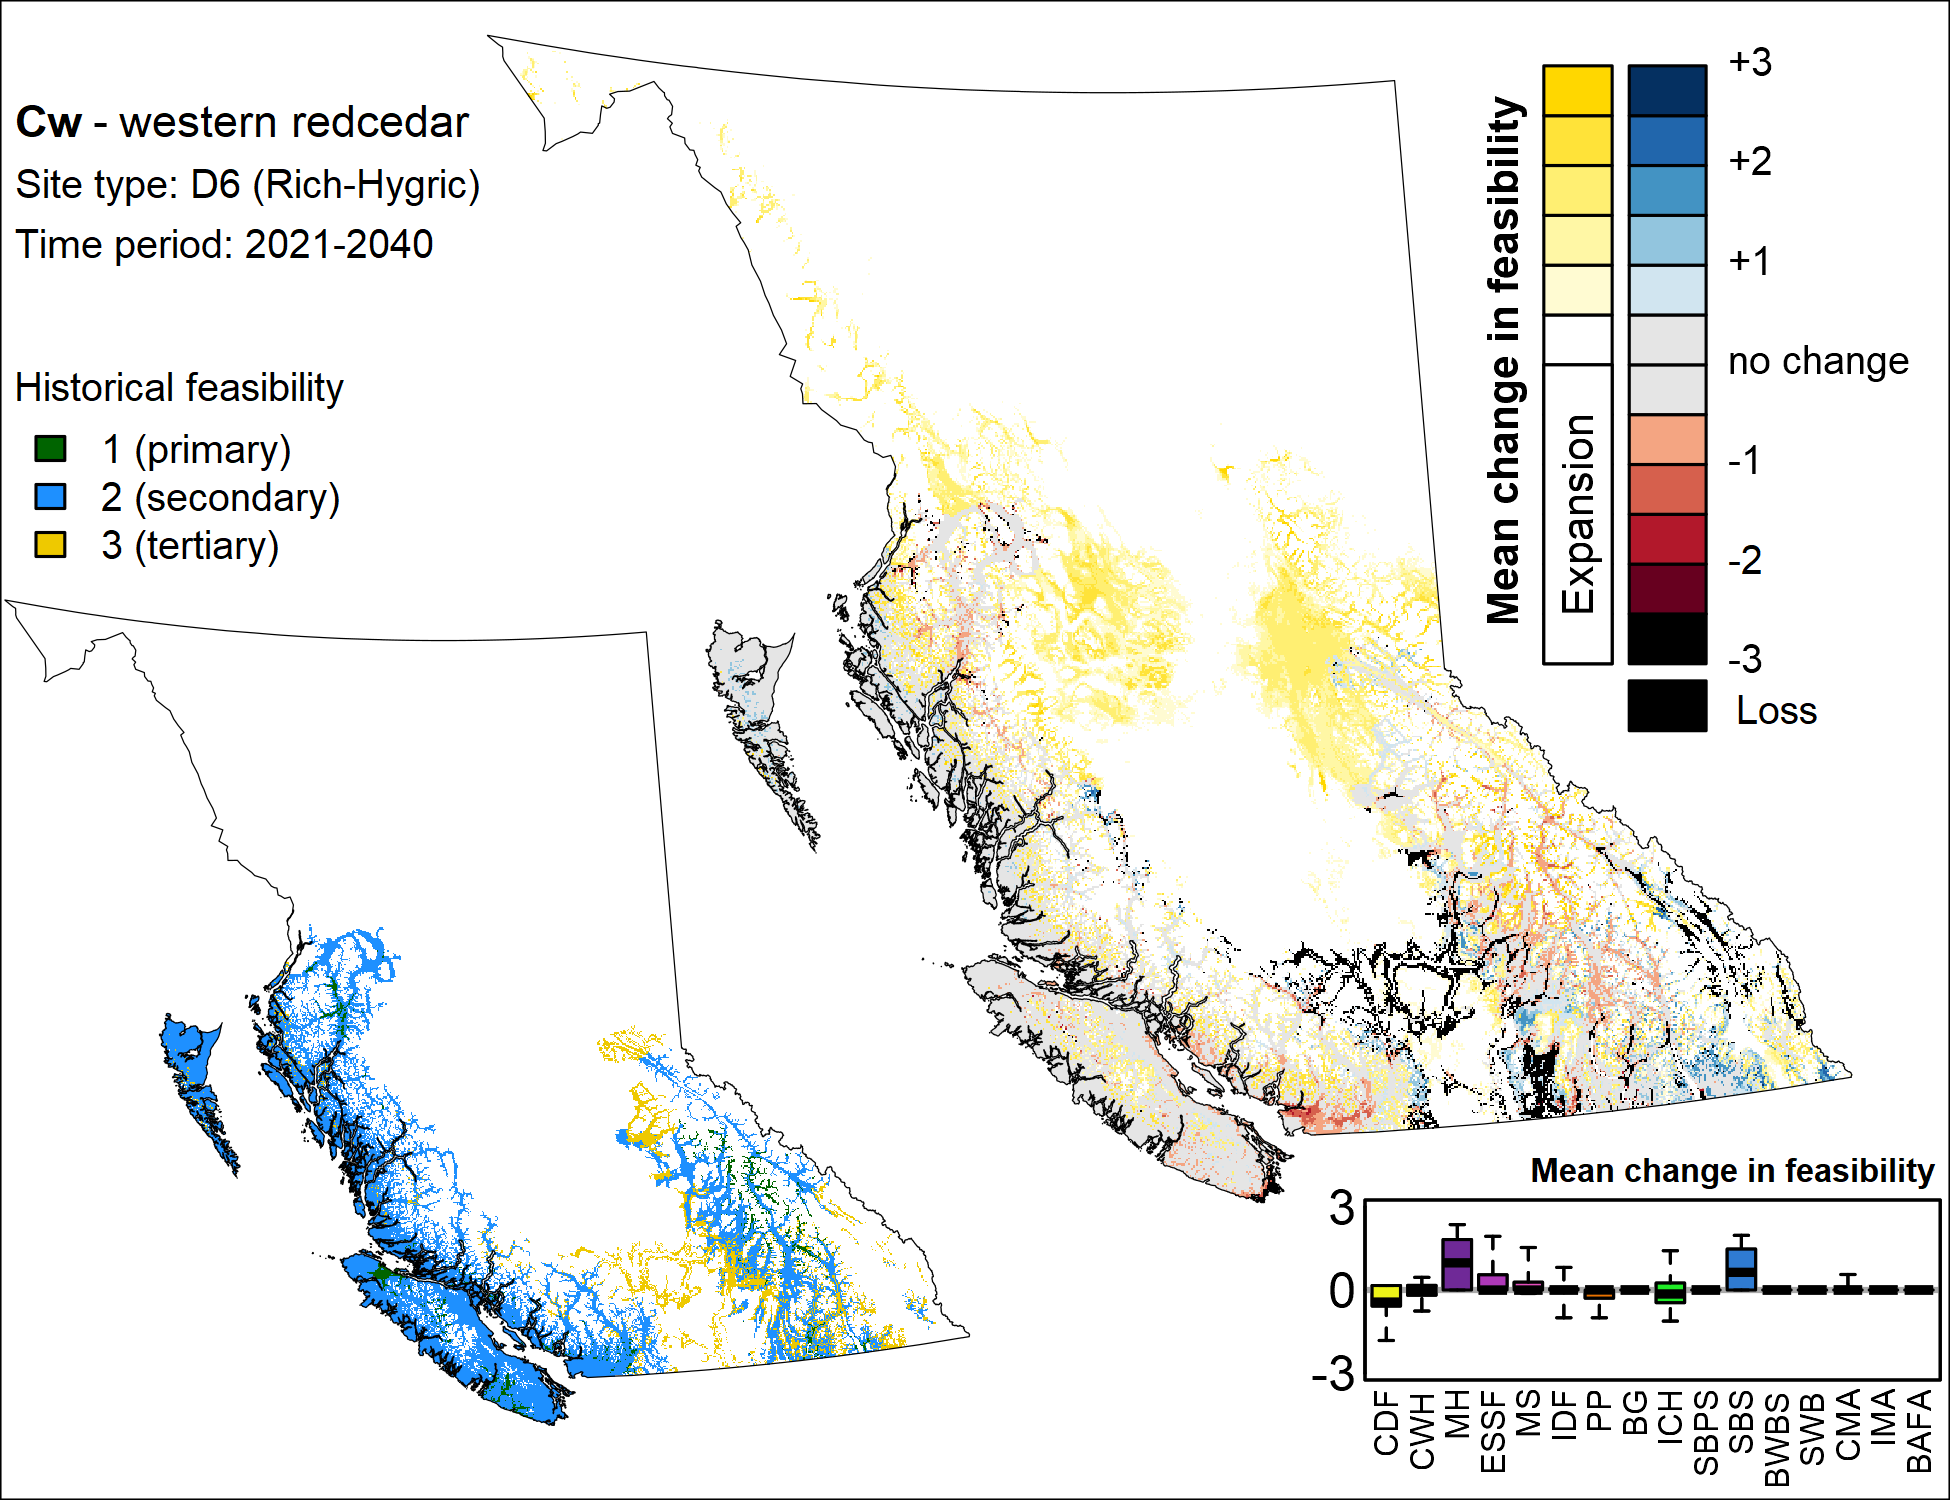 Cw - western redcedar
Site type: D6 (Rich-Hygric)
Time period: 2021-2040
Historical feasibility
1 (primary)
2 (secondary)
3 (tertiary)
Mean change in feasibility
Expansion
+3
+2
+1
no change
-1
-2
-3
Loss
Mean change in feasibility
3
0
-3
CDF
CWH
MH
ESSF
MS
IDF
PP
BG
ICH
SBPS
SBS
BWBS
SWB
CMA
IMA
BAFA